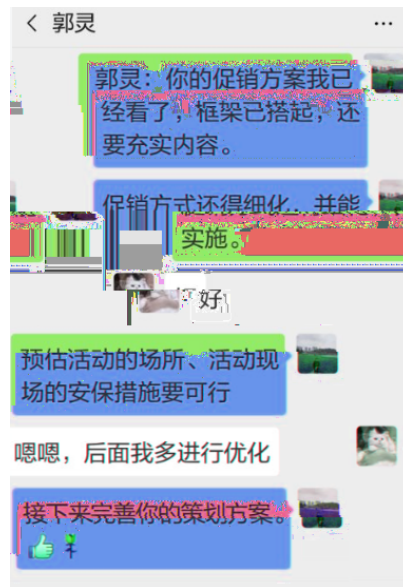 郭灵
郭灵：你的促销方案我已
经看了，框架已搭起，还
要充实内容。
促销方式还得细化，并能
实施。
好
预估活动的场所、活动现
场的安保措施要可行
嗯嗯，后面我多进行优化
接下来完善你的策划方案。